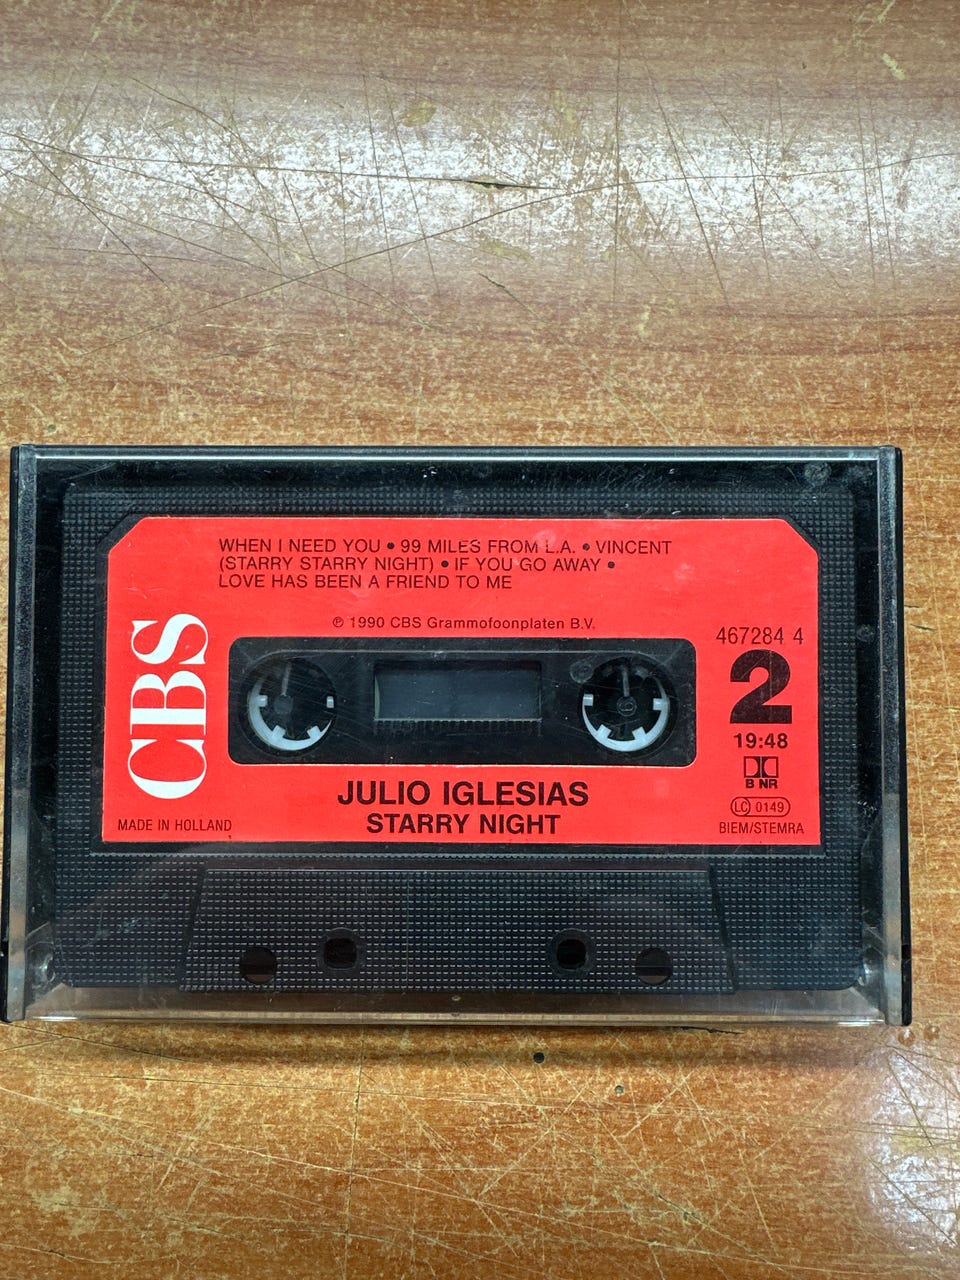 WHEN I NEED YOU • 99 MILES FROM L.A. • VINCENT
(STARRY STARRY NIGHT) • IF YOU GO AWAY •
LOVE HAS BEEN A FRIEND TO ME
℗ 1990 CBS Grammofoonplaten B.V.
CBS
467284 4
2
19:48
B NR
LC 0149
BIEM/STEMRA
JULIO IGLESIAS
STARRY NIGHT
MADE IN HOLLAND